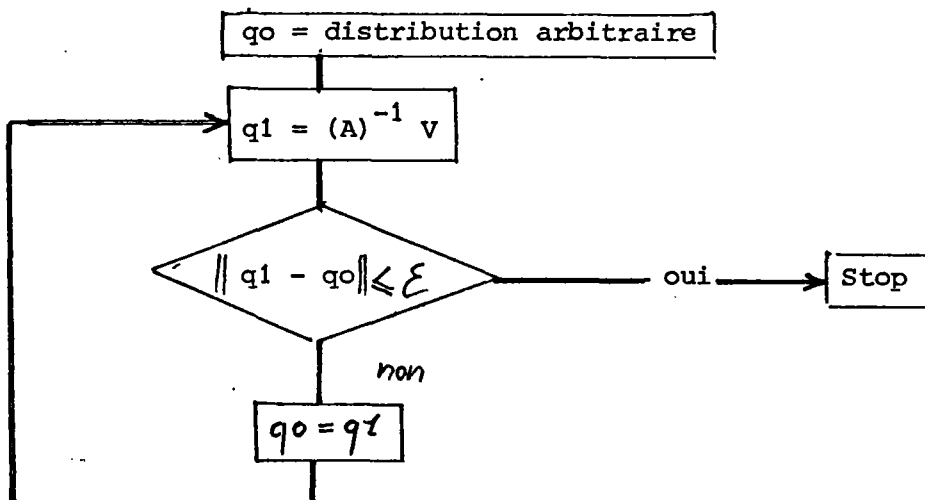 qo = distribution arbitraire
q1 = (A)⁻¹ V
‖ q1 - qo‖ ⩽ Ɛ
oui
Stop
non
qo = q1